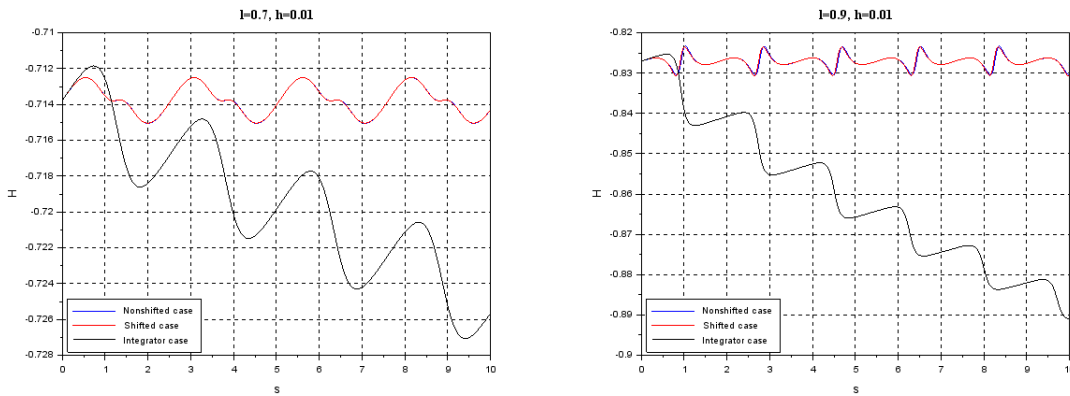 l=0.7, h=0.01
-0.71
-0.712
-0.714
-0.716
-0.718
-0.72
-0.722
-0.724
-0.726
-0.728
H
0 1 2 3 4 5 6 7 8 9 10
s
Nonshifted case
Shifted case
Integrator case
l=0.9, h=0.01
-0.82
-0.83
-0.84
-0.85
-0.86
-0.87
-0.88
-0.89
-0.9
H
0 1 2 3 4 5 6 7 8 9 10
s
Nonshifted case
Shifted case
Integrator case